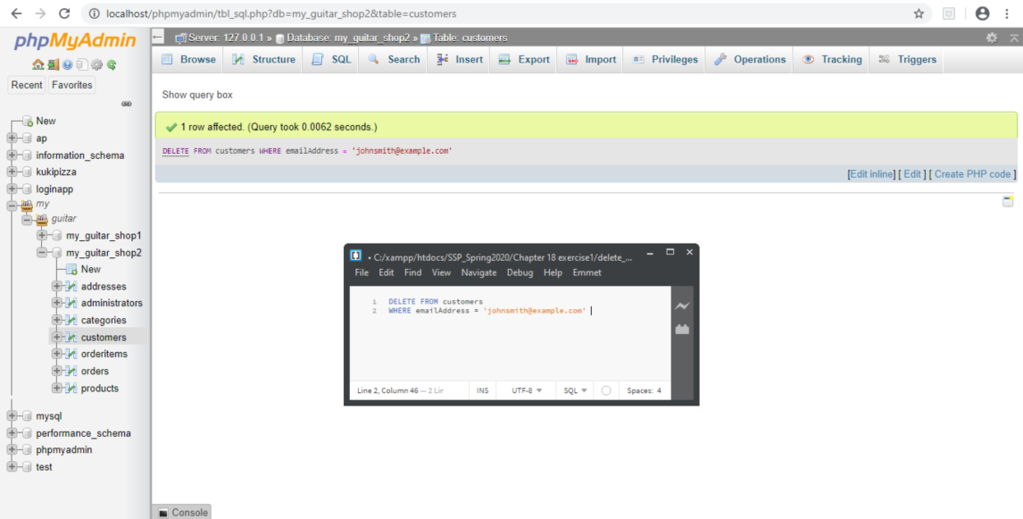 localhost/phpmyadmin/tbl_sql.php?db=my_guitar_shop2&table=customers
phpMyAdmin
Recent Favorites
New
ap
information_schema
kukipizza
loginapp
my
guitar
my_guitar_shop1
my_guitar_shop2
New
addresses
administrators
categories
customers
orderitems
orders
products
mysql
performance_schema
phpmyadmin
test
Server: 127.0.0.1 » Database: my_guitar_shop2 » Table: customers
Browse Structure SQL Search Insert Export Import Privileges Operations Tracking Triggers
Show query box
1 row affected. (Query took 0.0062 seconds.)
DELETE FROM customers WHERE emailAddress = 'johnsmith@example.com'
[Edit inline] [ Edit ] [ Create PHP code ]
• C:/xampp/htdocs/SSP_Spring2020/Chapter 18 exercise1/delete_...
File Edit Find View Navigate Debug Help Emmet
1 DELETE FROM customers
2 WHERE emailAddress = 'johnsmith@example.com'
Line 2, Column 46 — 2 Lin INS UTF-8 SQL Spaces: 4
Console